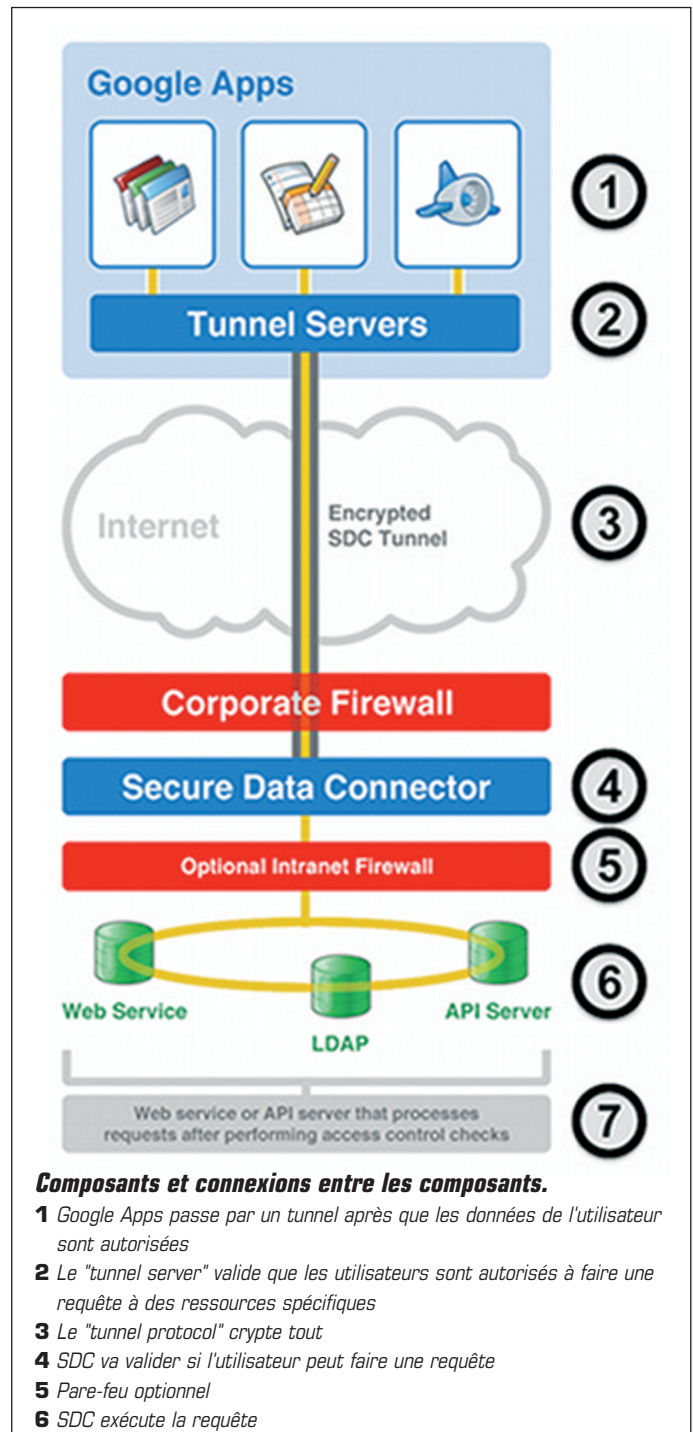 Google Apps
1
Tunnel Servers
2
Internet
Encrypted
SDC Tunnel
3
Corporate Firewall
Secure Data Connector
4
Optional Intranet Firewall
5
Web Service
LDAP
API Server
6
Web service or API server that processes
requests after performing access control checks
7
Composants et connexions entre les composants.
1 Google Apps passe par un tunnel après que les données de l'utilisateur
sont autorisées
2 Le "tunnel server" valide que les utilisateurs sont autorisés à faire une
requête à des ressources spécifiques
3 Le "tunnel protocol" crypte tout
4 SDC va valider si l'utilisateur peut faire une requête
5 Pare-feu optionnel
6 SDC exécute la requête